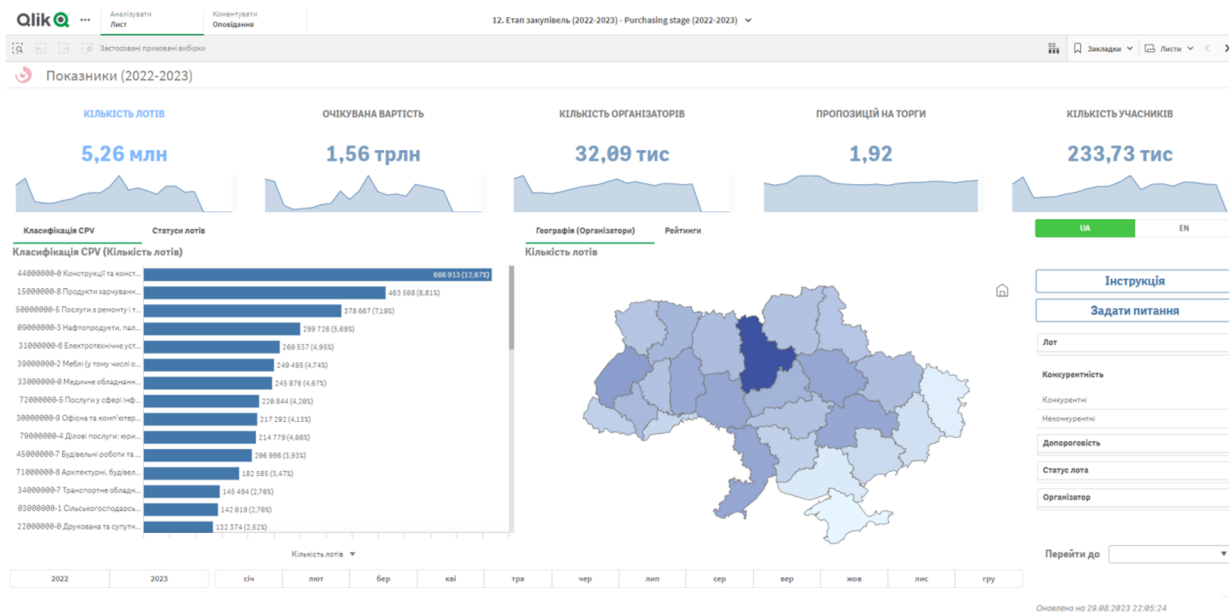 Qlik
Аналізувати
Лист
Коментувати
Оповідання
12. Етап закупівель (2022-2023) - Purchasing stage (2022-2023)
Застосовані приховані вибірки
Закладки
Листи
Показники (2022-2023)
КІЛЬКІСТЬ ЛОТІВ
5,26 млн
ОЧІКУВАНА ВАРТІСТЬ
1,56 трлн
КІЛЬКІСТЬ ОРГАНІЗАТОРІВ
32,09 тис
ПРОПОЗИЦІЙ НА ТОРГИ
1,92
КІЛЬКІСТЬ УЧАСНИКІВ
233,73 тис
Класифікація CPV
Статуси лотів
Географія (Організатори)
Рейтинги
UA
EN
Класифікація CPV (Кількість лотів)
44000000-0 Конструкції та конст...
666 913 (12,67%)
15000000-8 Продукти харчуванн...
463 506 (8,81%)
50000000-5 Послуги з ремонту і т...
378 667 (7,19%)
09000000-3 Нафтопродукти, пал...
299 726 (5,69%)
31000000-6 Електротехнічне уст...
260 537 (4,95%)
39000000-2 Меблі (у тому числі о...
249 495 (4,74%)
33000000-0 Медичне обладнанн...
245 876 (4,67%)
72000000-5 Послуги у сфері інф...
220 844 (4,20%)
30000000-9 Офісна та комп'ютер...
217 292 (4,13%)
79000000-4 Ділові послуги: юри...
214 779 (4,08%)
45000000-7 Будівельні роботи та ...
206 998 (3,93%)
71000000-8 Архітектурні, будівел...
182 585 (3,47%)
34000000-7 Транспортне обладн...
145 494 (2,76%)
03000000-1 Сільськогосподарсь...
142 019 (2,70%)
22000000-0 Друкована та супутн...
132 374 (2,52%)
Кількість лотів
Кількість лотів
Інструкція
Задати питання
Лот
Конкурентність
Конкурентні
Неконкурентні
Допороговість
Статус лота
Організатор
Перейти до
2022
2023
січ
лют
бер
кві
тра
чер
лип
сер
вер
жов
лис
гру
Оновлено на 29.08.2023 22:05:24